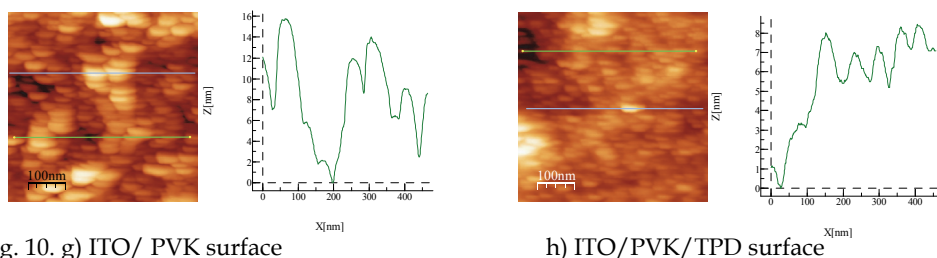 16
14
12
10
8
6
4
2
0
Z[nm]
0 100 200 300 400
X[nm]
100nm
8
7
6
5
4
3
2
1
0
Z[nm]
0 100 200 300 400
X[nm]
100nm
g. 10. g) ITO/ PVK surface
h) ITO/PVK/TPD surface